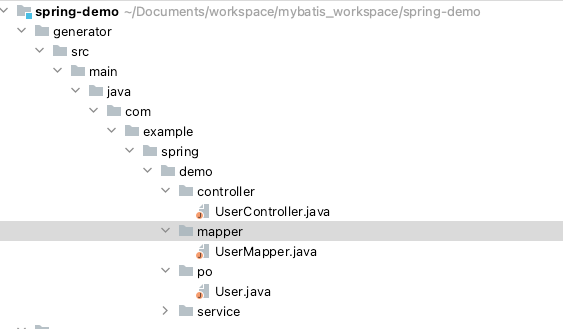 spring-demo ~/Documents/workspace/mybatis_workspace/spring-demo
generator
src
main
java
com
example
spring
demo
controller
UserController.java
mapper
UserMapper.java
po
User.java
service